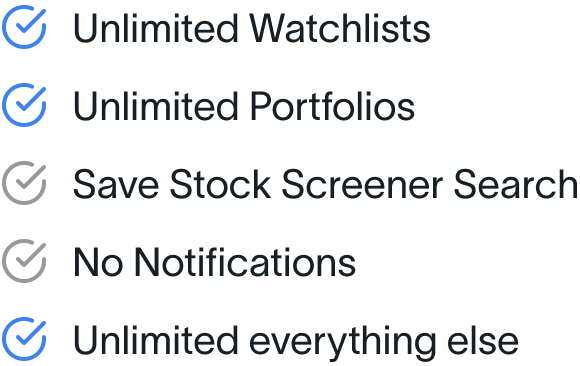 Unlimited Watchlists
Unlimited Portfolios
Save Stock Screener Search
No Notifications
Unlimited everything else